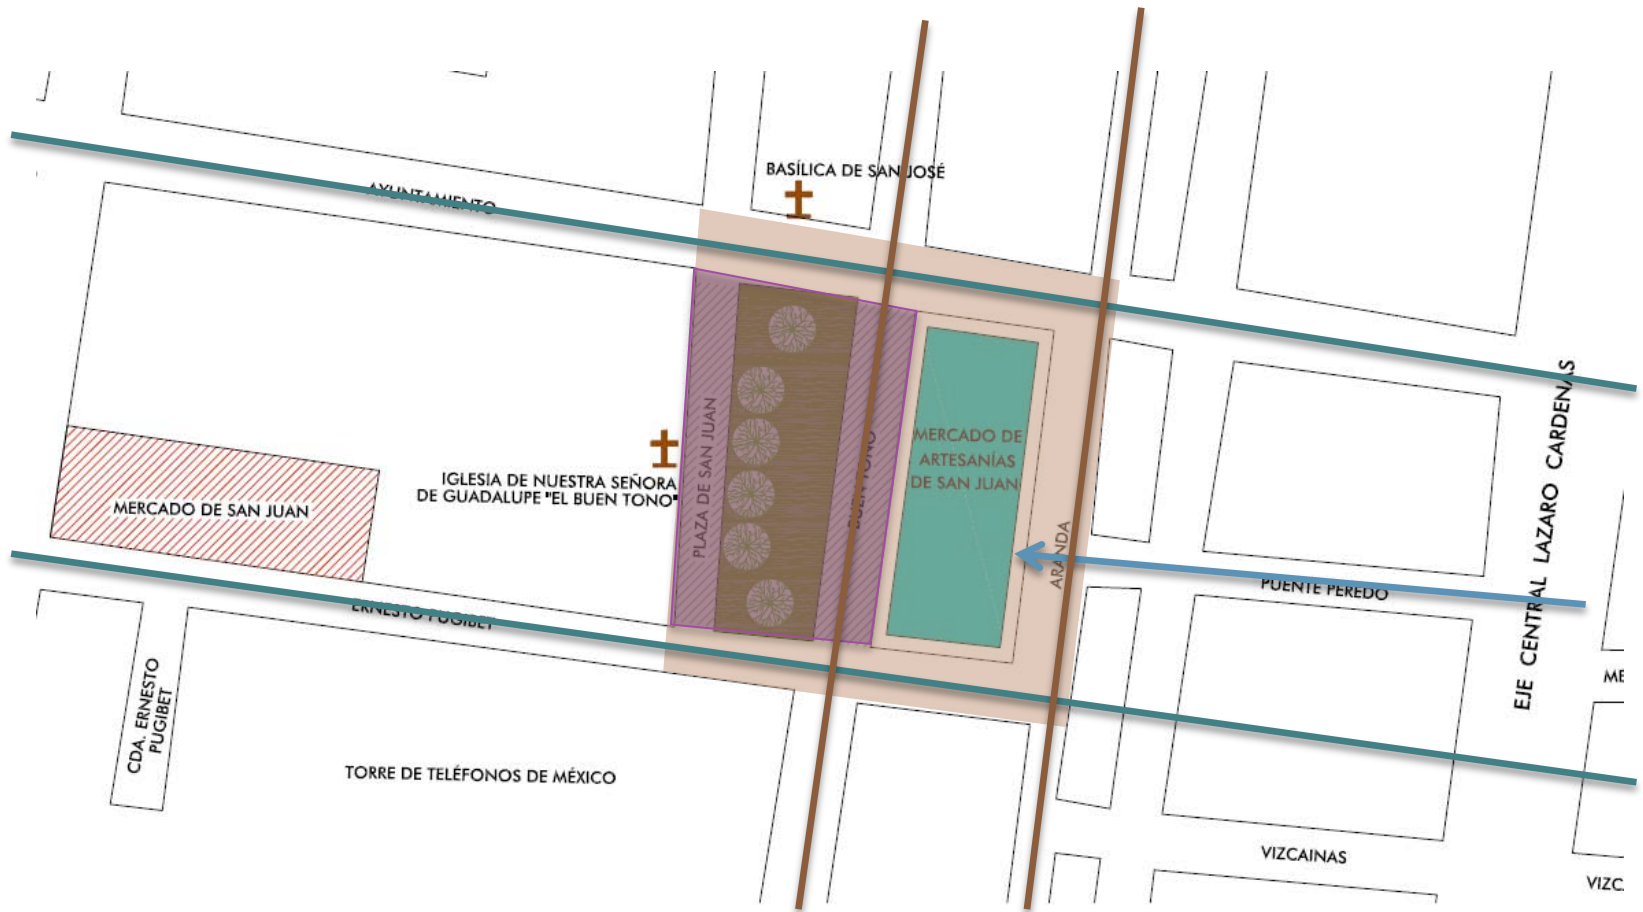 BASÍLICA DE SAN JOSÉ
AYUNTAMIENTO
EJE CENTRAL LAZARO CARDENAS
PLAZA DE SAN JUAN
BUEN TONO
MERCADO DE
ARTESANÍAS
DE SAN JUAN
IGLESIA DE NUESTRA SEÑORA
DE GUADALUPE "EL BUEN TONO"
MERCADO DE SAN JUAN
ARANDA
PUENTE PEREDO
ERNESTO PUGIBET
CDA. ERNESTO
PUGIBET
ME
TORRE DE TELÉFONOS DE MÉXICO
VIZCAINAS
VIZC